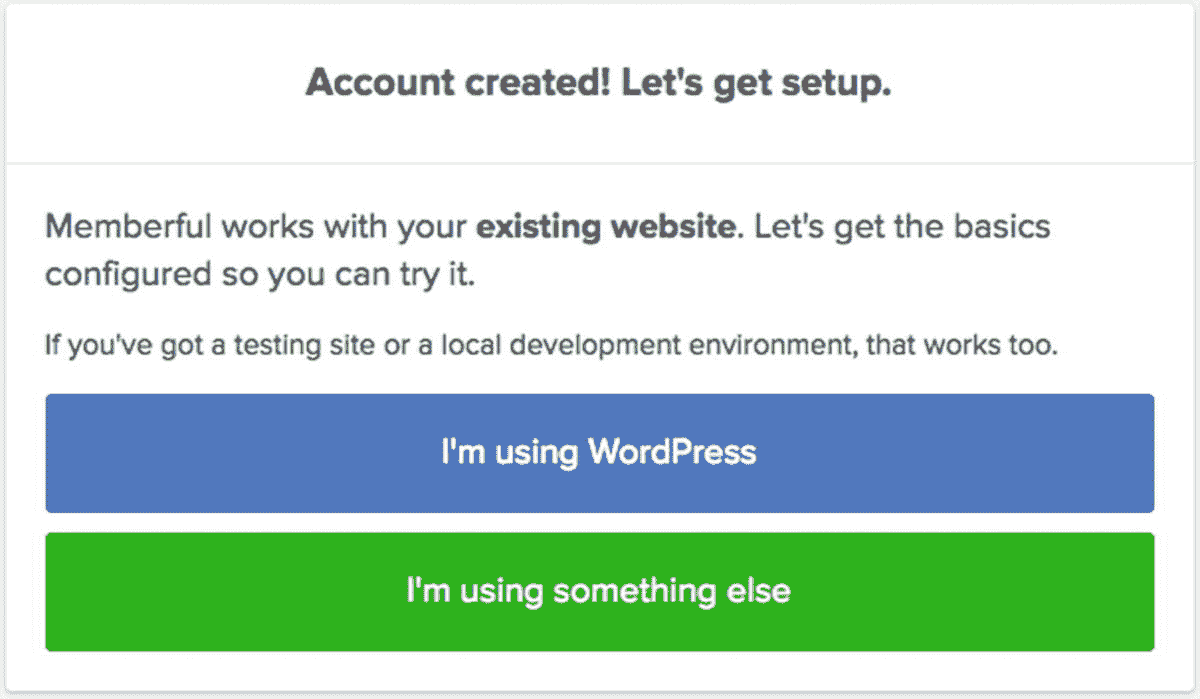 Account created! Let's get setup.
Memberful works with your existing website. Let's get the basics
configured so you can try it.
If you've got a testing site or a local development environment, that works too.
I'm using WordPress
I'm using something else